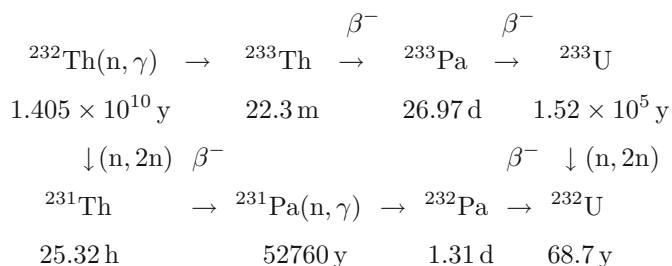 β⁻ β⁻
²³²Th(n, γ) → ²³³Th → ²³³Pa → ²³³U
1.405 × 10¹⁰ y 22.3 m 26.97 d 1.52 × 10⁵ y
↓(n, 2n) β⁻ β⁻ ↓(n, 2n)
²³¹Th → ²³¹Pa(n, γ) → ²³²Pa → ²³²U
25.32 h 52760 y 1.31 d 68.7 y